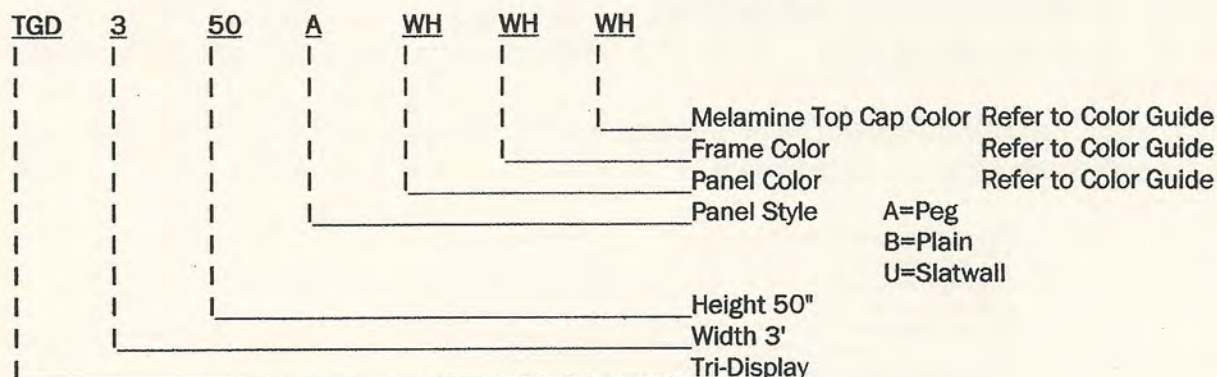 TGD 3 50 A WH WH WH
Melamine Top Cap Color Refer to Color Guide
Frame Color Refer to Color Guide
Panel Color Refer to Color Guide
Panel Style A=Peg
B=Plain
U=Slatwall
Height 50"
Width 3'
Tri-Display